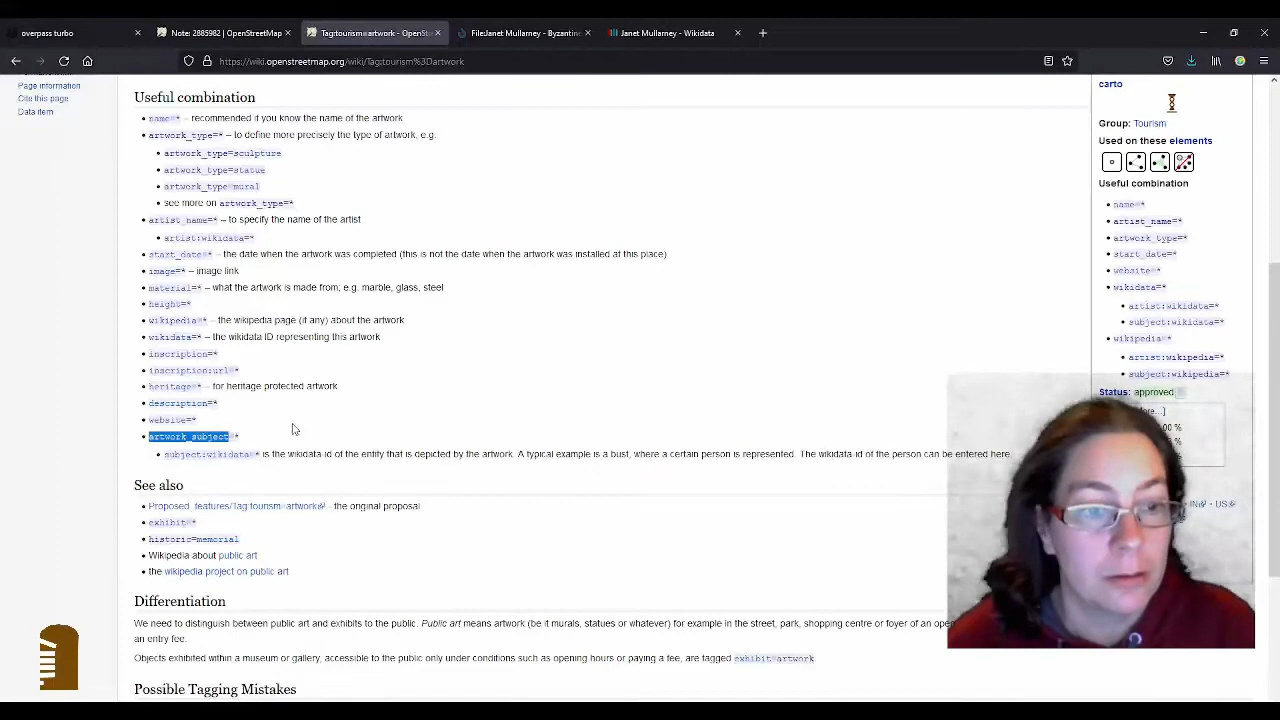 overpass turbo
Note: 2885982 | OpenStreetMap
Tag:tourism=artwork - OpenStre
File:Janet Mullarney - Byzantine
Janet Mullarney - Wikidata
https://wiki.openstreetmap.org/wiki/Tag:tourism%3Dartwork
Page information
Cite this page
Data item
Useful combination
name=* – recommended if you know the name of the artwork
artwork_type=* – to define more precisely the type of artwork, e.g.
artwork_type=sculpture
artwork_type=statue
artwork_type=mural
see more on artwork_type=*
artist_name=* – to specify the name of the artist
artist:wikidata=*
start_date=* – the date when the artwork was completed (this is not the date when the artwork was installed at this place)
image=* – image link
material=* – what the artwork is made from; e.g. marble, glass, steel
height=*
wikipedia=* – the wikipedia page (if any) about the artwork
wikidata=* – the wikidata ID representing this artwork
inscription=*
inscription:url=*
heritage=* – for heritage protected artwork
description=*
website=*
artwork_subject=*
subject:wikidata=* is the wikidata-id of the entity that is depicted by the artwork. A typical example is a bust, where a certain person is represented. The wikidata-id of the person can be entered here.
See also
Proposed_features/Tag:tourism=artwork - the original proposal
exhibit=*
historic=memorial
Wikipedia about public art
the wikipedia project on public art
Differentiation
We need to distinguish between public art and exhibits to the public. Public art means artwork (be it murals, statues or whatever) for example in the street, park, shopping centre or foyer of an open
an entry fee.
Objects exhibited within a museum or gallery, accessible to the public only under conditions such as opening hours or paying a fee, are tagged exhibit=artwork
Possible Tagging Mistakes
carto
Group: Tourism
Used on these elements
Useful combination
name=*
artist_name=*
artwork_type=*
start_date=*
website=*
wikidata=*
artist:wikidata=*
subject:wikidata=*
wikipedia=*
artist:wikipedia=*
subject:wikipedia=*
Status: approved
US